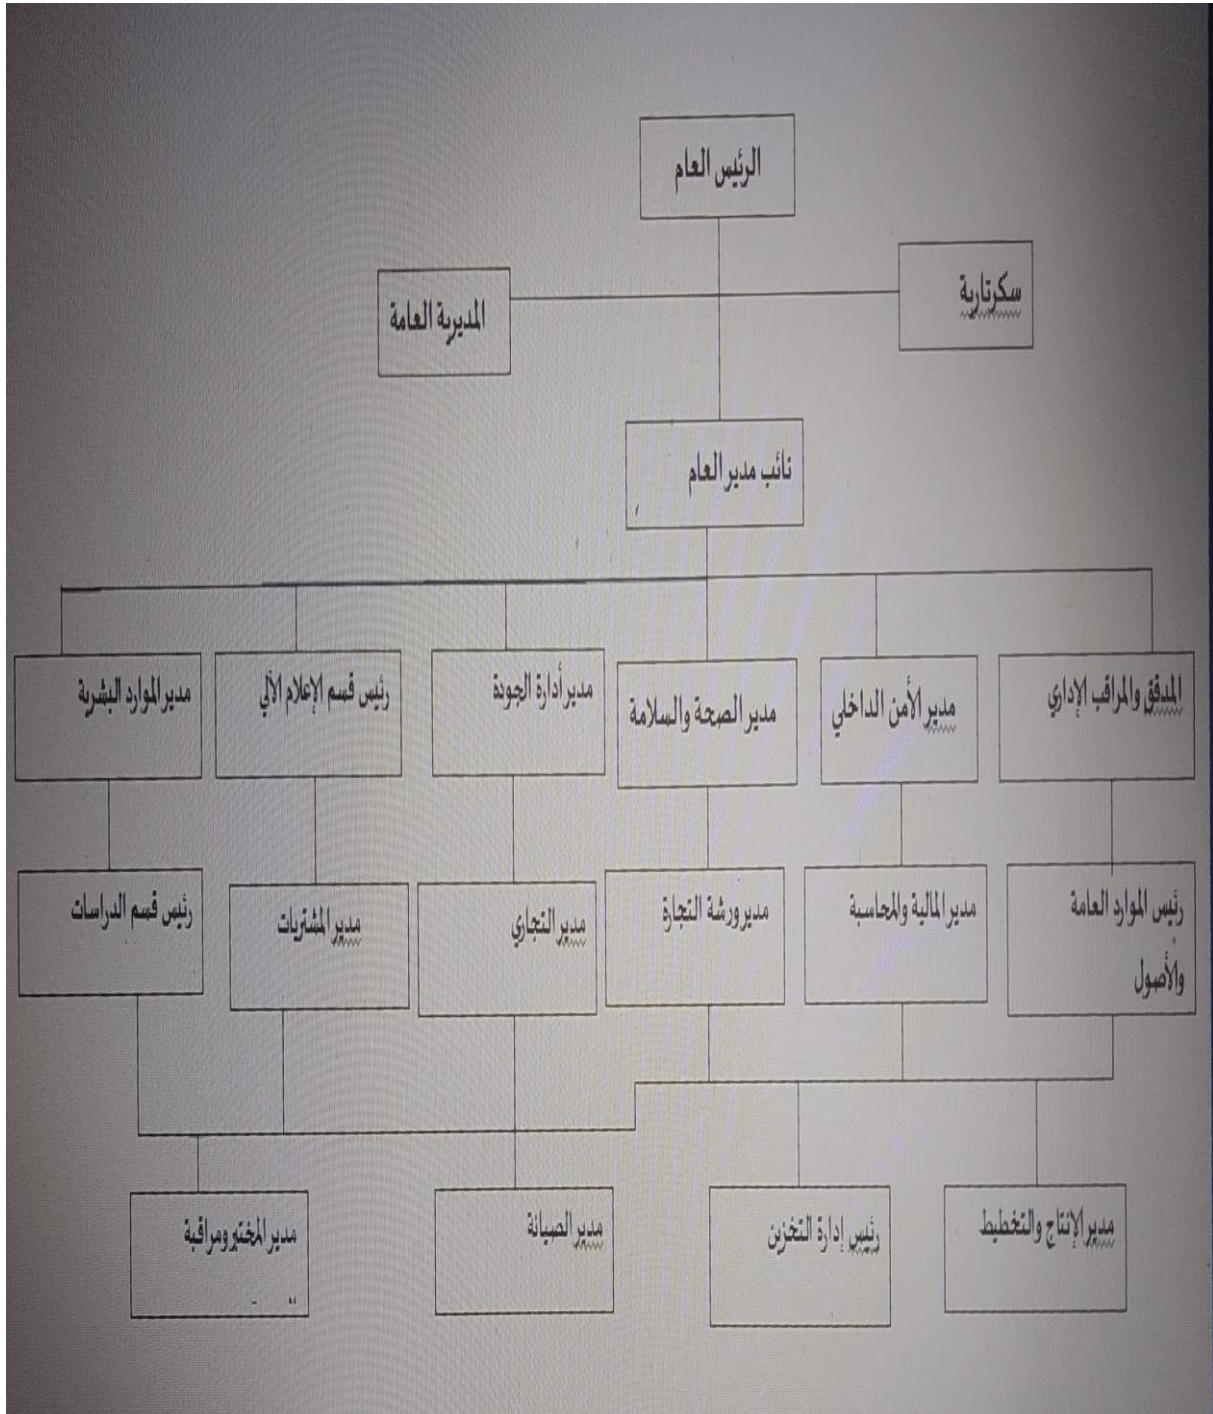 الرئيس العام
سكرتارية
المديرية العامة
نائب مدير العام
المدقق والمراقب الإداري
مدير الأمن الداخلي
مدير الصحة والسلامة
مدير أدارة الجودة
رئيس قسم الإعلام الآلي
مدير الموارد البشرية
رئيس الموارد العامة
والأصول
مدير المالية والمحاسبة
مدير ورشة التجارة
مدير التجاري
مدير المشتريات
رئيس قسم الدراسات
مدير الإنتاج والتخطيط
رئيس إدارة التخزين
مدير الصيانة
مدير المختبر ومراقبة